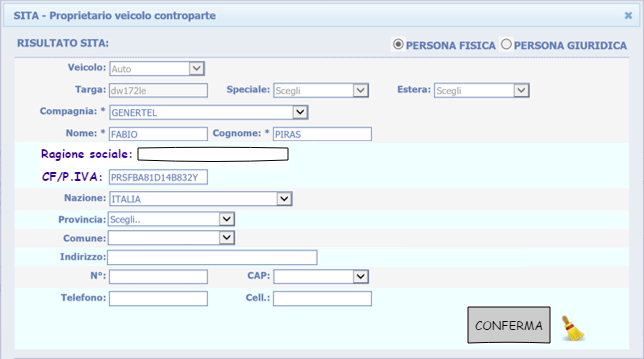 SITA - Proprietario veicolo controparte
RISULTATO SITA: PERSONA FISICA PERSONA GIURIDICA
Veicolo: Auto
Targa: dw172le Speciale: Scegli Estera: Scegli
Compagnia: * GENERTEL
Nome: * FABIO Cognome: * PIRAS
Ragione sociale:
CF/P.IVA: PRSFBA81D14B832Y
Nazione: ITALIA
Provincia: Scegli..
Comune:
Indirizzo:
N°: CAP:
Telefono: Cell.:
CONFERMA